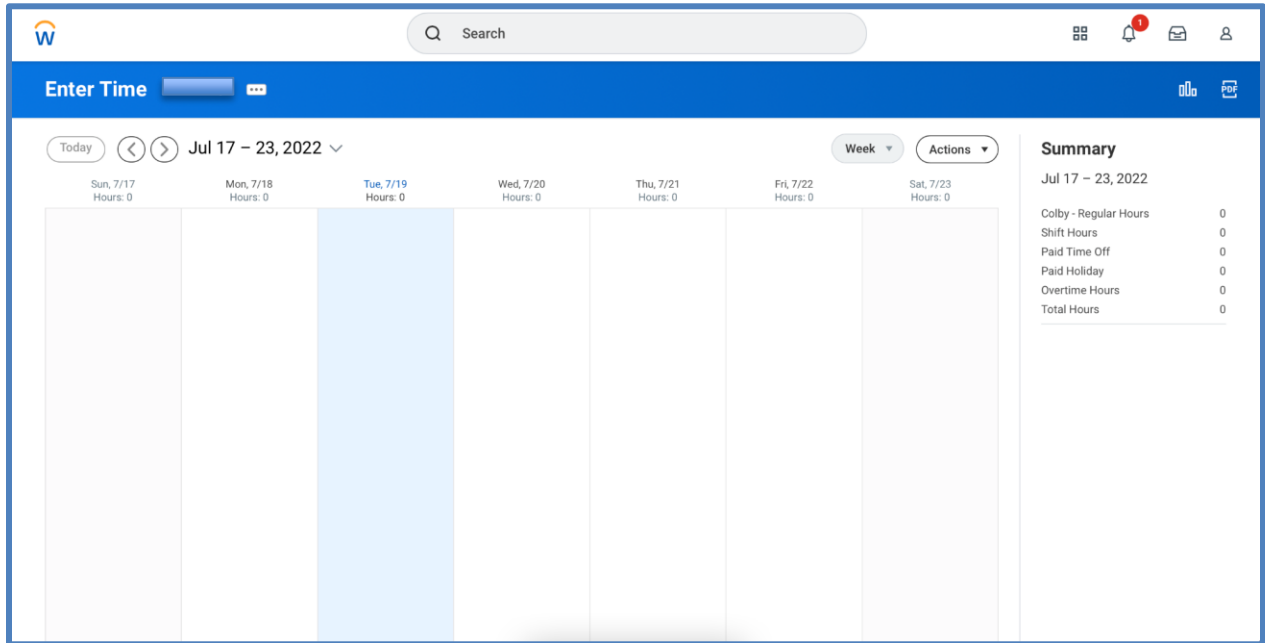 W
Search
1
Enter Time
PDF
Today
Jul 17 – 23, 2022
Week
Actions
Sun, 7/17
Hours: 0
Mon, 7/18
Hours: 0
Tue, 7/19
Hours: 0
Wed, 7/20
Hours: 0
Thu, 7/21
Hours: 0
Fri, 7/22
Hours: 0
Sat, 7/23
Hours: 0
Summary
Jul 17 – 23, 2022
Colby - Regular Hours 0
Shift Hours 0
Paid Time Off 0
Paid Holiday 0
Overtime Hours 0
Total Hours 0